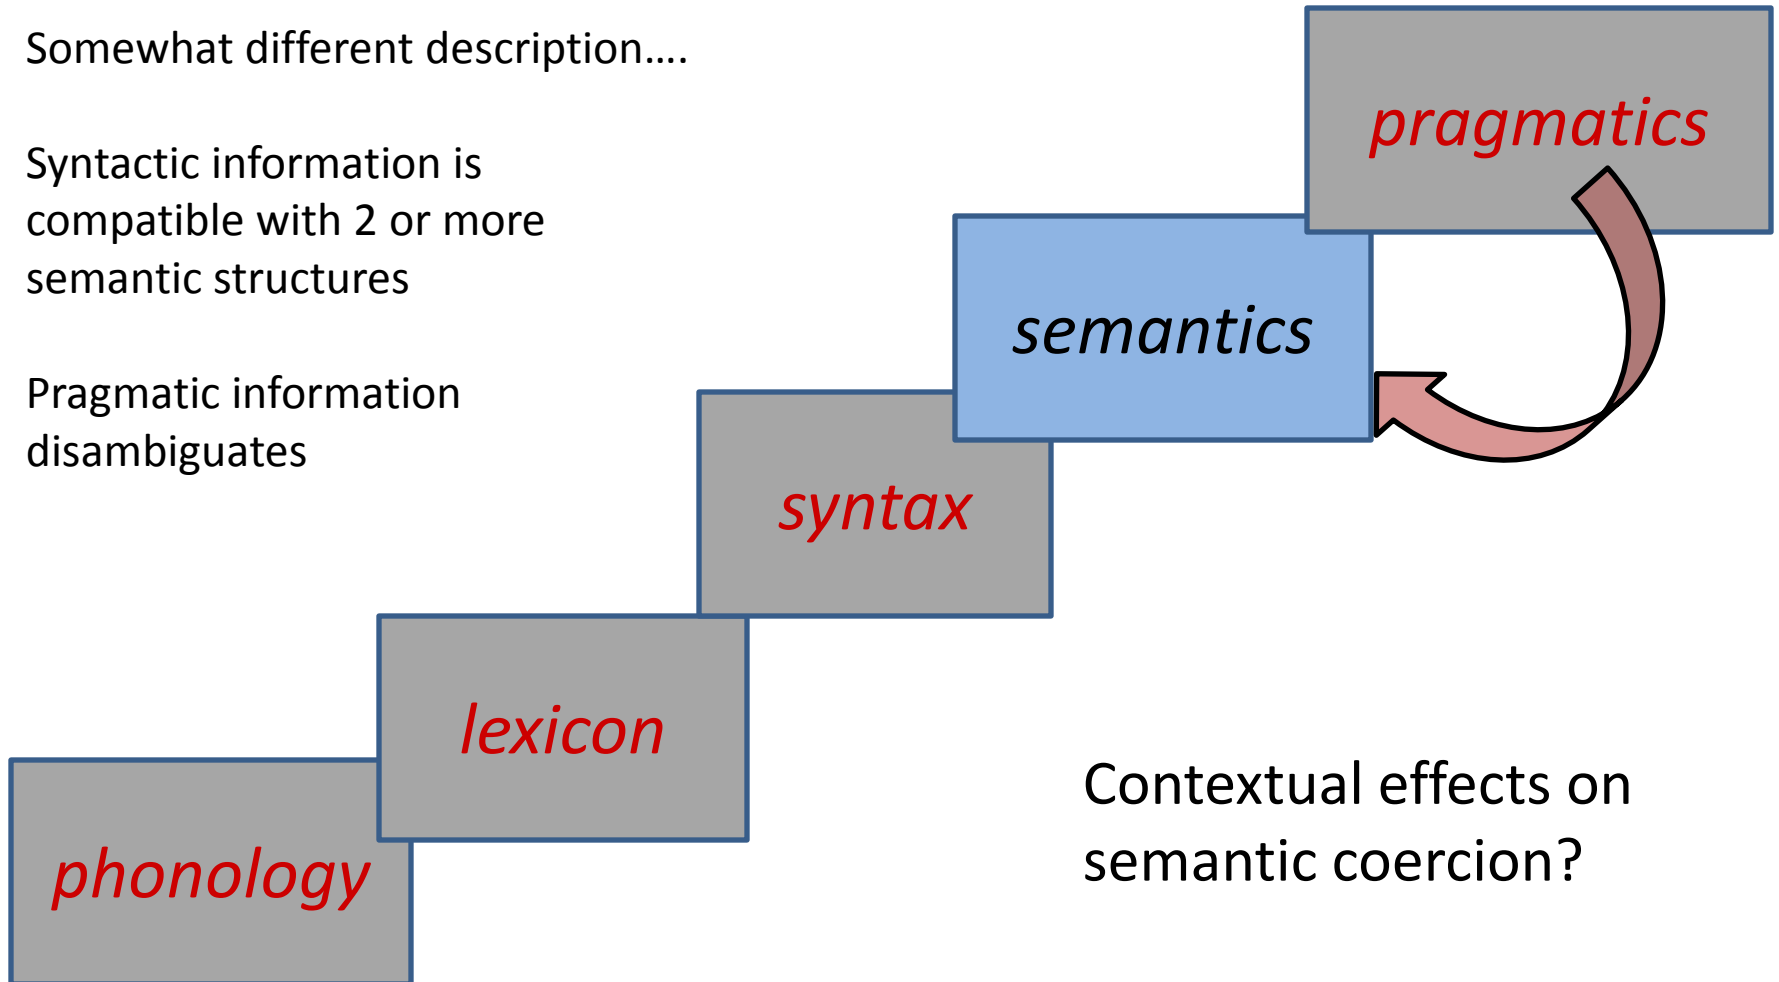 Somewhat different description....
Syntactic information is
compatible with 2 or more
semantic structures
Pragmatic information
disambiguates
pragmatics
semantics
syntax
lexicon
phonology
Contextual effects on
semantic coercion?